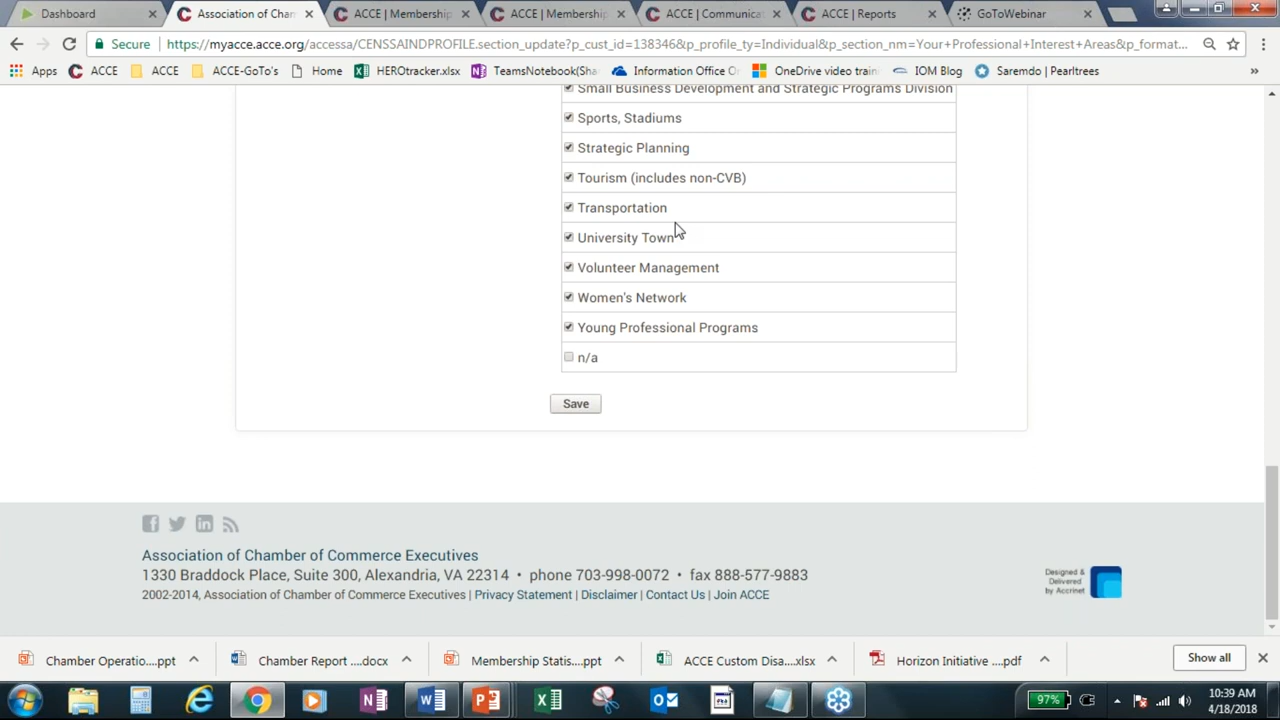 Dashboard
Association of Cham
ACCE | Membership
ACCE | Membership
ACCE | Communicat
ACCE | Reports
GoToWebinar
Secure
https://myacce.acce.org/accessa/CENSSAINDPROFILE.section_update?p_cust_id=138346&p_profile_ty=Individual&p_section_nm=Your+Professional+Interest+Areas&p_format...
Apps
ACCE
ACCE
ACCE-GoTo's
Home
HEROtracker.xlsx
TeamsNotebook(Sha
Information Office O
OneDrive video train
IOM Blog
Saremdo | Pearltrees
»
Small Business Development and Strategic Programs Division
Sports, Stadiums
Strategic Planning
Tourism (includes non-CVB)
Transportation
University Town
Volunteer Management
Women's Network
Young Professional Programs
n/a
Save
Association of Chamber of Commerce Executives
1330 Braddock Place, Suite 300, Alexandria, VA 22314 • phone 703-998-0072 • fax 888-577-9883
2002-2014, Association of Chamber of Commerce Executives | Privacy Statement | Disclaimer | Contact Us | Join ACCE
Designed &
Delivered
by Accrinet
Chamber Operatio....ppt
Chamber Report ....docx
Membership Statis....ppt
ACCE Custom Disa....xlsx
Horizon Initiative ....pdf
Show all
97%
10:39 AM
4/18/2018